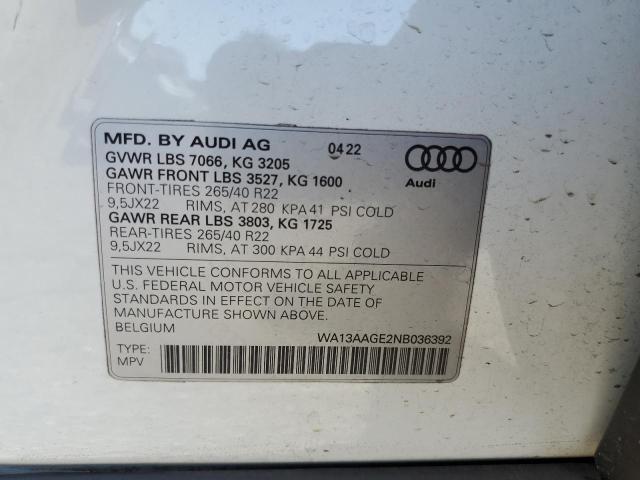 MFD. BY AUDI AG 04 22
GVWR LBS 7066, KG 3205
GAWR FRONT LBS 3527, KG 1600
FRONT-TIRES 265/40 R22
9,5JX22 RIMS, AT 280 KPA 41 PSI COLD
GAWR REAR LBS 3803, KG 1725
REAR-TIRES 265/40 R22
9,5JX22 RIMS, AT 300 KPA 44 PSI COLD
Audi
THIS VEHICLE CONFORMS TO ALL APPLICABLE
U.S. FEDERAL MOTOR VEHICLE SAFETY
STANDARDS IN EFFECT ON THE DATE OF
MANUFACTURE SHOWN ABOVE.
BELGIUM
WA13AAGE2NB036392
TYPE:
MPV